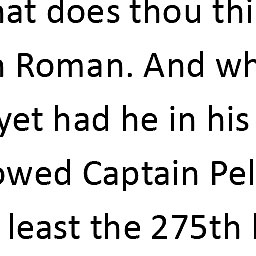 hat does thou thi
n Roman. And wh
yet had he in his
owed Captain Pel
least the 275th